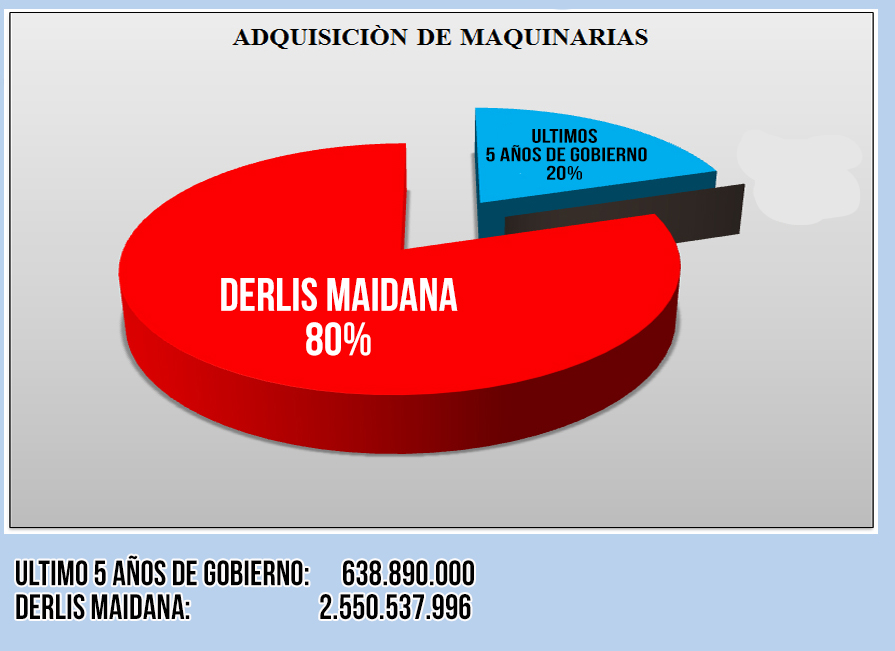 ADQUISICIÒN DE MAQUINARIAS
ULTIMOS
5 AÑOS DE GOBIERNO
20%
DERLIS MAIDANA
80%
ULTIMO 5 AÑOS DE GOBIERNO: 638.890.000
DERLIS MAIDANA: 2.550.537.996